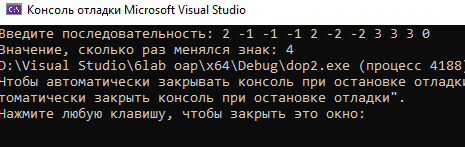 Консоль отладки Microsoft Visual Studio
Введите последовательность: 2 -1 -1 -1 2 -2 -2 3 3 3 0
Значение, сколько раз менялся знак: 4
D:\Visual Studio\6lab oap\x64\Debug\dop2.exe (процесс 4188)
Чтобы автоматически закрывать консоль при остановке отладки
томатически закрыть консоль при остановке отладки".
Нажмите любую клавишу, чтобы закрыть это окно: